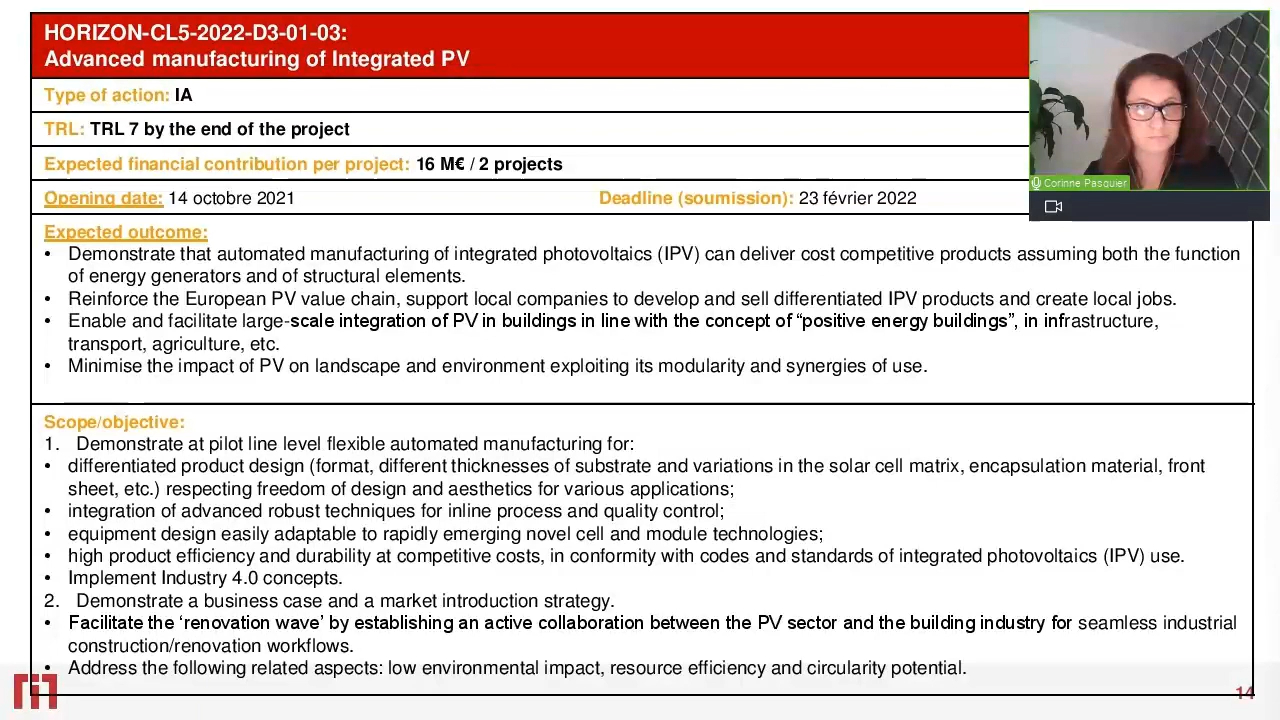 HORIZON-CL5-2022-D3-01-03:
Advanced manufacturing of Integrated PV
Type of action: IA
TRL: TRL 7 by the end of the project
Expected financial contribution per project: 16 M€ / 2 projects
Corinne Pasquier
Opening date: 14 octobre 2021 Deadline (soumission): 23 février 2022
Expected outcome:
• Demonstrate that automated manufacturing of integrated photovoltaics (IPV) can deliver cost competitive products assuming both the function
of energy generators and of structural elements.
• Reinforce the European PV value chain, support local companies to develop and sell differentiated IPV products and create local jobs.
• Enable and facilitate large-scale integration of PV in buildings in line with the concept of “positive energy buildings”, in infrastructure,
transport, agriculture, etc.
• Minimise the impact of PV on landscape and environment exploiting its modularity and synergies of use.
Scope/objective:
1. Demonstrate at pilot line level flexible automated manufacturing for:
• differentiated product design (format, different thicknesses of substrate and variations in the solar cell matrix, encapsulation material, front
sheet, etc.) respecting freedom of design and aesthetics for various applications;
• integration of advanced robust techniques for inline process and quality control;
• equipment design easily adaptable to rapidly emerging novel cell and module technologies;
• high product efficiency and durability at competitive costs, in conformity with codes and standards of integrated photovoltaics (IPV) use.
• Implement Industry 4.0 concepts.
2. Demonstrate a business case and a market introduction strategy.
• Facilitate the ‘renovation wave’ by establishing an active collaboration between the PV sector and the building industry for seamless industrial
construction/renovation workflows.
• Address the following related aspects: low environmental impact, resource efficiency and circularity potential.
14